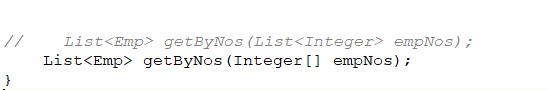 //    List<Emp> getByNos(List<Integer> empNos);
    List<Emp> getByNos(Integer[] empNos);
}